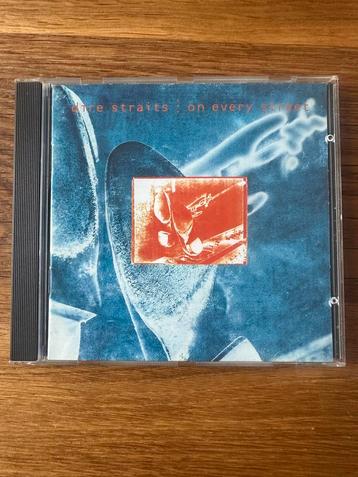 dire straits : on every street